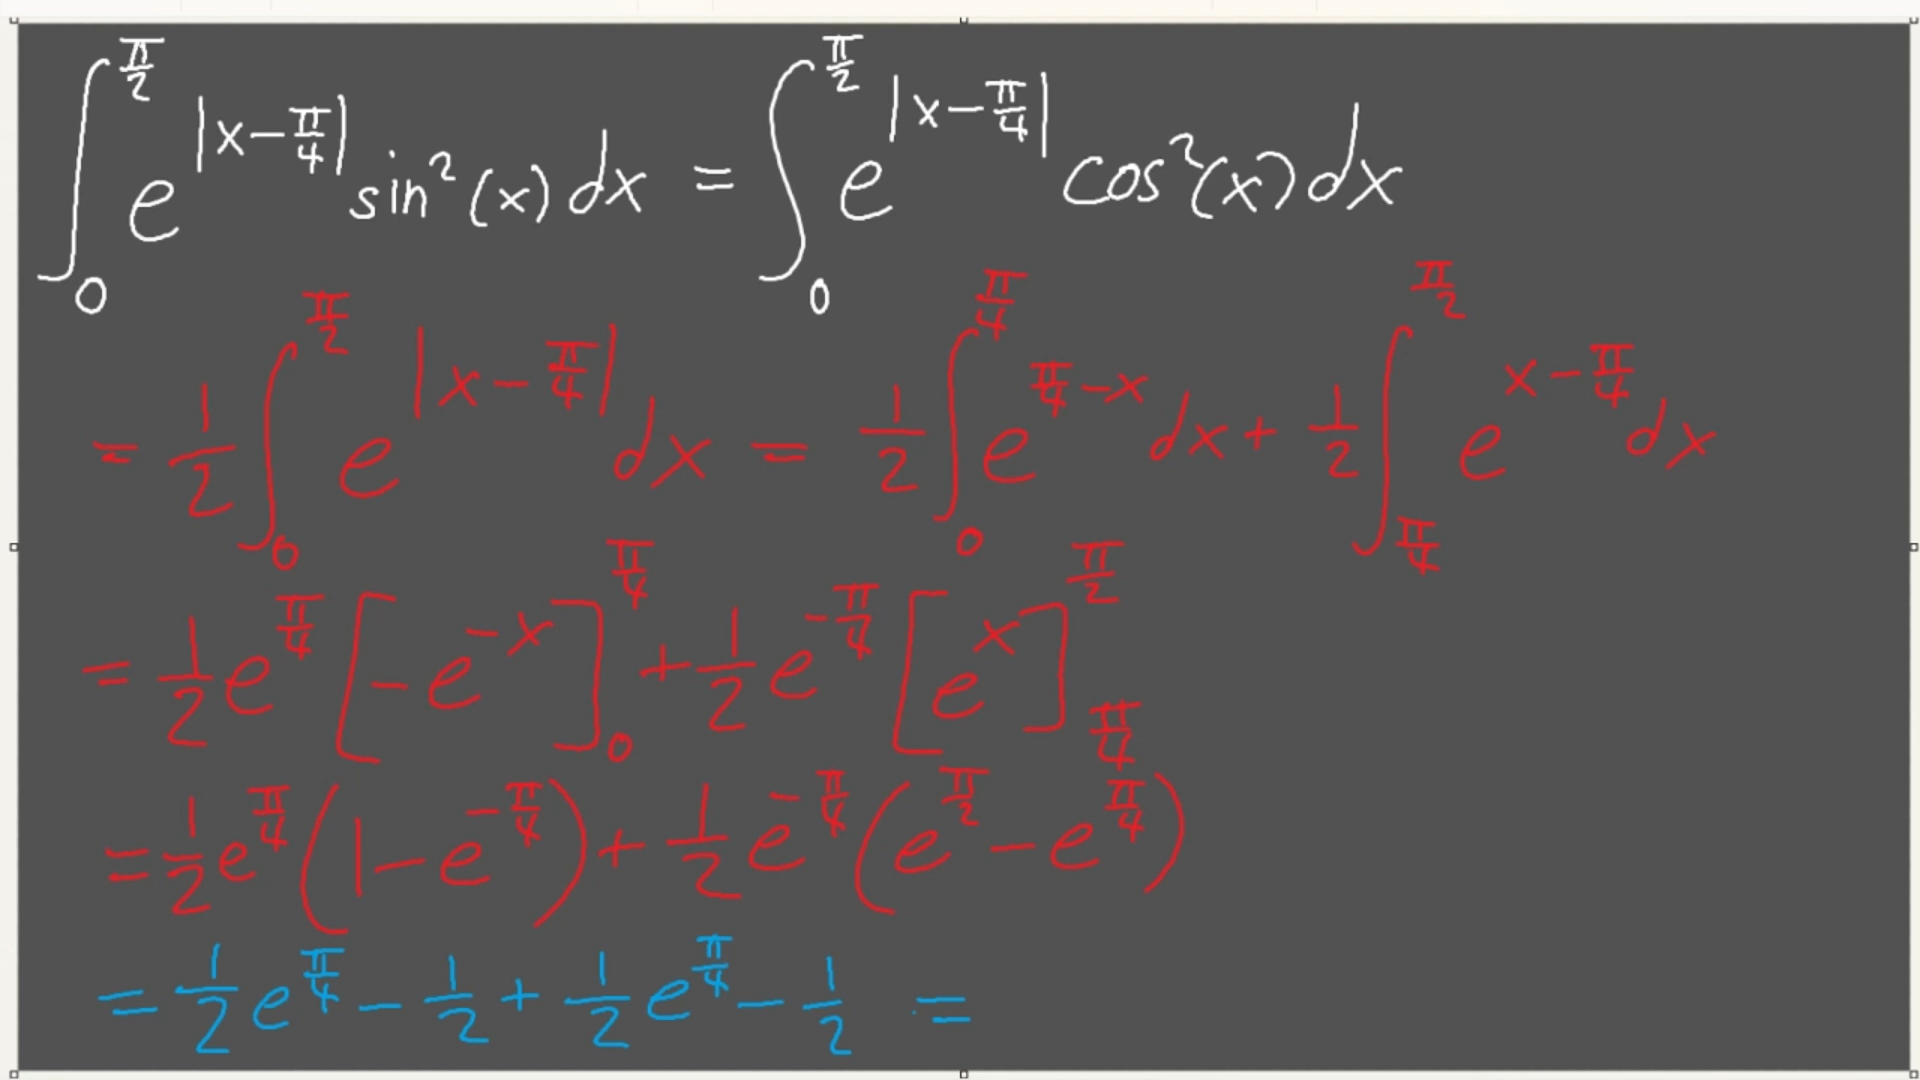 ∫₀^(π/2) e^|x−π/4| sin²(x) dx = ∫₀^(π/2) e^|x−π/4| cos²(x) dx
= 1/2 ∫₀^(π/2) e^|x−π/4| dx = 1/2 ∫₀^(π/4) e^(π/4−x) dx + 1/2 ∫_(π/4)^(π/2) e^(x−π/4) dx
= 1/2 e^(π/4) [−e^(−x)]₀^(π/4) + 1/2 e^(−π/4) [e^x]_(π/4)^(π/2)
= 1/2 e^(π/4) (1−e^(−π/4)) + 1/2 e^(−π/4) (e^(π/2) − e^(π/4))
= 1/2 e^(π/4) − 1/2 + 1/2 e^(π/4) − 1/2 =